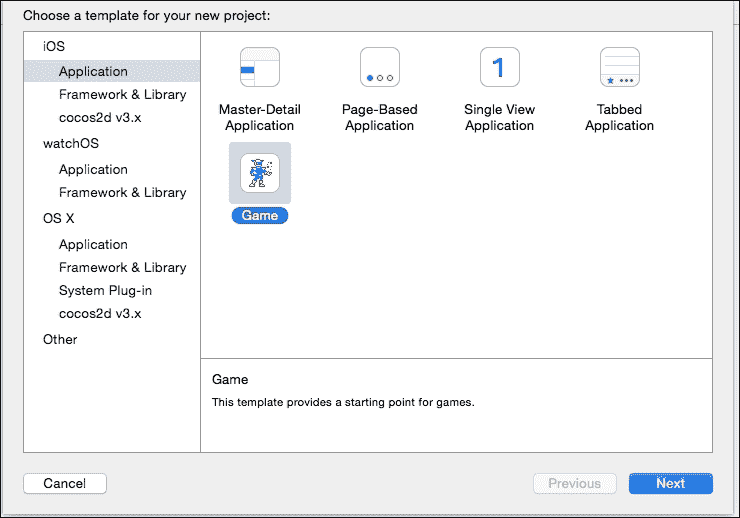 Choose a template for your new project:
iOS
Application
Framework & Library
cocos2d v3.x
watchOS
Application
Framework & Library
OS X
Application
Framework & Library
System Plug-in
cocos2d v3.x
Other
Master-Detail
Application
Page-Based
Application
1
Single View
Application
Tabbed
Application
Game
Game
This template provides a starting point for games.
Cancel
Previous
Next